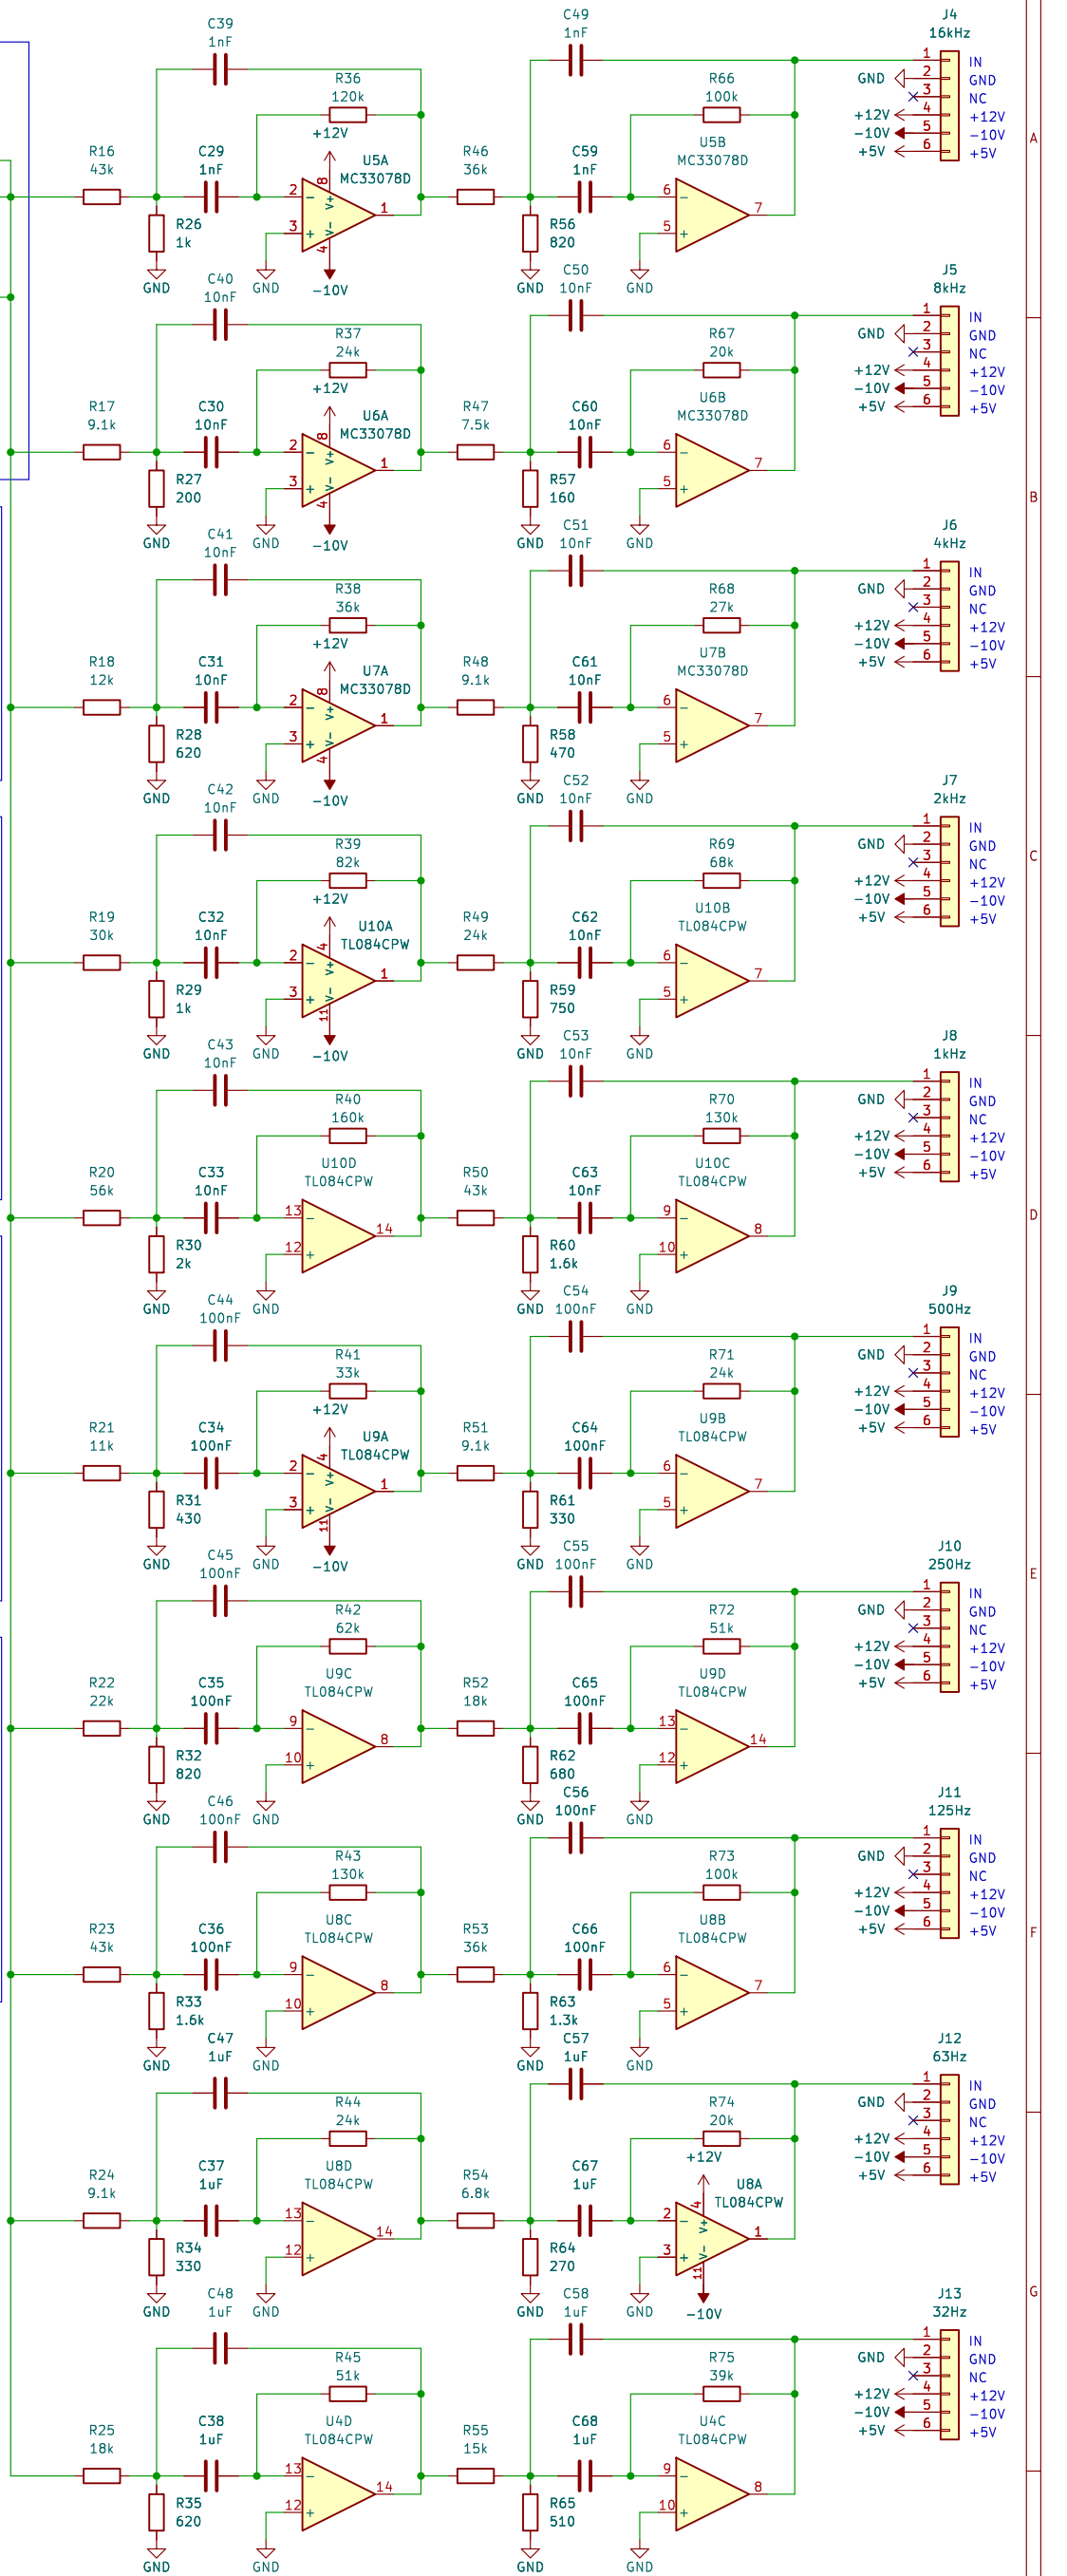 C39
1nF
R36
120k
+12V
U5A
MC33078D
R16
43k
C29
1nF
2
3
8
4
V+
V-
1
R26
1k
GND
GND
-10V
R46
36k
C49
1nF
R66
100k
U5B
MC33078D
C59
1nF
6
5
7
R56
820
GND
GND
J4
16kHz
GND
+12V
-10V
+5V
1
2
3
4
5
6
IN
GND
NC
+12V
-10V
+5V
A
C40
10nF
R37
24k
+12V
U6A
MC33078D
R17
9.1k
C30
10nF
2
3
8
4
V+
V-
1
R27
200
GND
GND
-10V
R47
7.5k
C50
10nF
R67
20k
U6B
MC33078D
C60
10nF
6
5
7
R57
160
GND
GND
J5
8kHz
GND
+12V
-10V
+5V
1
2
3
4
5
6
IN
GND
NC
+12V
-10V
+5V
B
C41
10nF
R38
36k
+12V
U7A
MC33078D
R18
12k
C31
10nF
2
3
8
4
V+
V-
1
R28
620
GND
GND
-10V
R48
9.1k
C51
10nF
R68
27k
U7B
MC33078D
C61
10nF
6
5
7
R58
470
GND
GND
J6
4kHz
GND
+12V
-10V
+5V
1
2
3
4
5
6
IN
GND
NC
+12V
-10V
+5V
C42
10nF
R39
82k
+12V
U10A
TL084CPW
R19
30k
C32
10nF
2
3
4
11
V+
V-
1
R29
1k
GND
GND
-10V
R49
24k
C52
10nF
R69
68k
U10B
TL084CPW
C62
10nF
6
5
7
R59
750
GND
GND
J7
2kHz
GND
+12V
-10V
+5V
1
2
3
4
5
6
IN
GND
NC
+12V
-10V
+5V
C
C43
10nF
R40
160k
U10D
TL084CPW
R20
56k
C33
10nF
13
12
14
R30
2k
GND
GND
R50
43k
C53
10nF
R70
130k
U10C
TL084CPW
C63
10nF
9
10
8
R60
1.6k
GND
GND
J8
1kHz
GND
+12V
-10V
+5V
1
2
3
4
5
6
IN
GND
NC
+12V
-10V
+5V
D
C44
100nF
R41
33k
+12V
U9A
TL084CPW
R21
11k
C34
100nF
2
3
4
11
V+
V-
1
R31
430
GND
GND
-10V
R51
9.1k
C54
100nF
R71
24k
U9B
TL084CPW
C64
100nF
6
5
7
R61
330
GND
GND
J9
500Hz
GND
+12V
-10V
+5V
1
2
3
4
5
6
IN
GND
NC
+12V
-10V
+5V
C45
100nF
R42
62k
U9C
TL084CPW
R22
22k
C35
100nF
9
10
8
R32
820
GND
GND
R52
18k
C55
100nF
R72
51k
U9D
TL084CPW
C65
100nF
13
12
14
R62
680
GND
GND
J10
250Hz
GND
+12V
-10V
+5V
1
2
3
4
5
6
IN
GND
NC
+12V
-10V
+5V
E
C46
100nF
R43
130k
U8C
TL084CPW
R23
43k
C36
100nF
9
10
8
R33
1.6k
GND
GND
R53
36k
C56
100nF
R73
100k
U8B
TL084CPW
C66
100nF
6
5
7
R63
1.3k
GND
GND
J11
125Hz
GND
+12V
-10V
+5V
1
2
3
4
5
6
IN
GND
NC
+12V
-10V
+5V
F
C47
1uF
R44
24k
U8D
TL084CPW
R24
9.1k
C37
1uF
13
12
14
R34
330
GND
GND
R54
6.8k
C57
1uF
R74
20k
+12V
U8A
TL084CPW
C67
1uF
2
3
4
11
V+
V-
1
R64
270
GND
GND
-10V
J12
63Hz
GND
+12V
-10V
+5V
1
2
3
4
5
6
IN
GND
NC
+12V
-10V
+5V
G
C48
1uF
R45
51k
U4D
TL084CPW
R25
18k
C38
1uF
13
12
14
R35
620
GND
GND
R55
15k
C58
1uF
R75
39k
U4C
TL084CPW
C68
1uF
9
10
8
R65
510
GND
GND
J13
32Hz
GND
+12V
-10V
+5V
1
2
3
4
5
6
IN
GND
NC
+12V
-10V
+5V